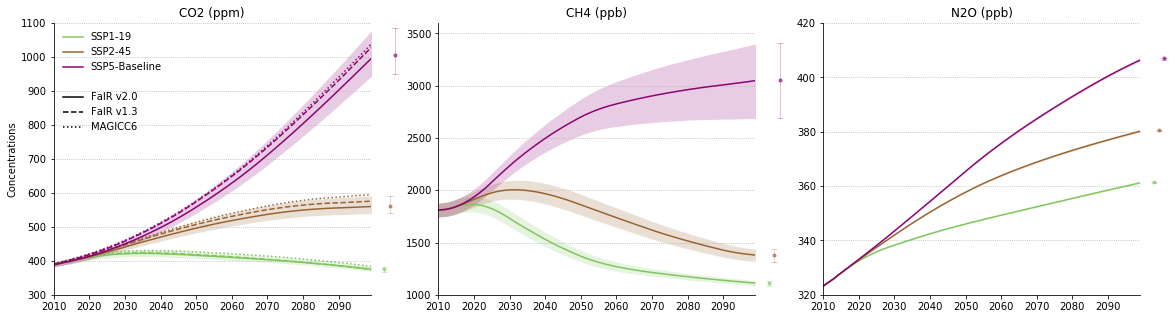 CO2 (ppm)
Concentrations
1100
1000
900
800
700
600
500
400
300
SSP1-19
SSP2-45
SSP5-Baseline
FaIR v2.0
FaIR v1.3
MAGICC6
2010 2020 2030 2040 2050 2060 2070 2080 2090
CH4 (ppb)
3500
3000
2500
2000
1500
1000
2010 2020 2030 2040 2050 2060 2070 2080 2090
N2O (ppb)
420
400
380
360
340
320
2010 2020 2030 2040 2050 2060 2070 2080 2090